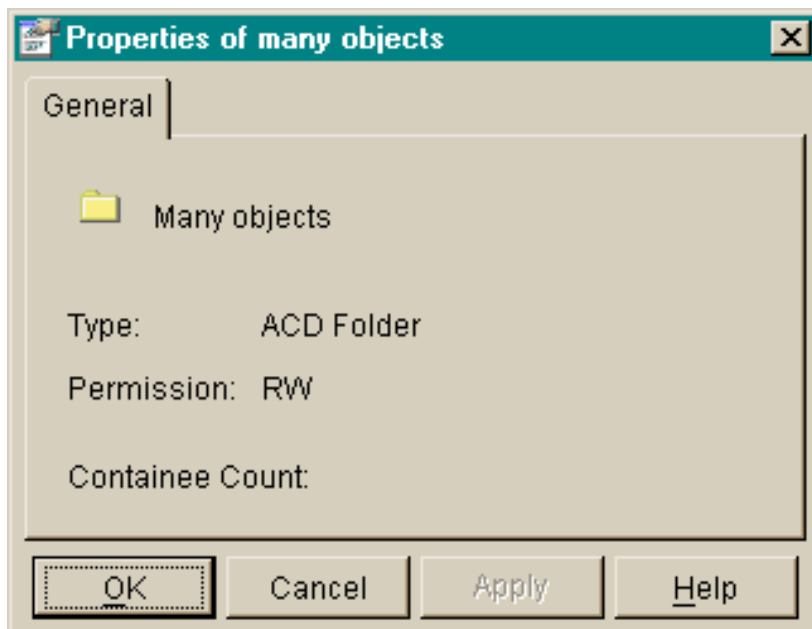 Properties of many objects
General
Many objects
Type: ACD Folder
Permission: RW
Containee Count:
OK Cancel Apply Help